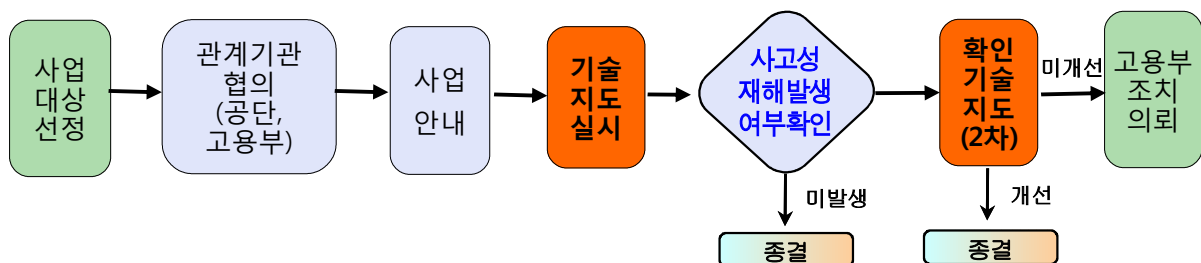 사업
대상
선정
관계기관
협의
(공단,
고용부)
사업
안내
기술
지도
실시
사고성
재해발생
여부확인
미발생
종결
확인
기술
지도
(2차)
개선
종결
미개선
고용부
조치
의뢰